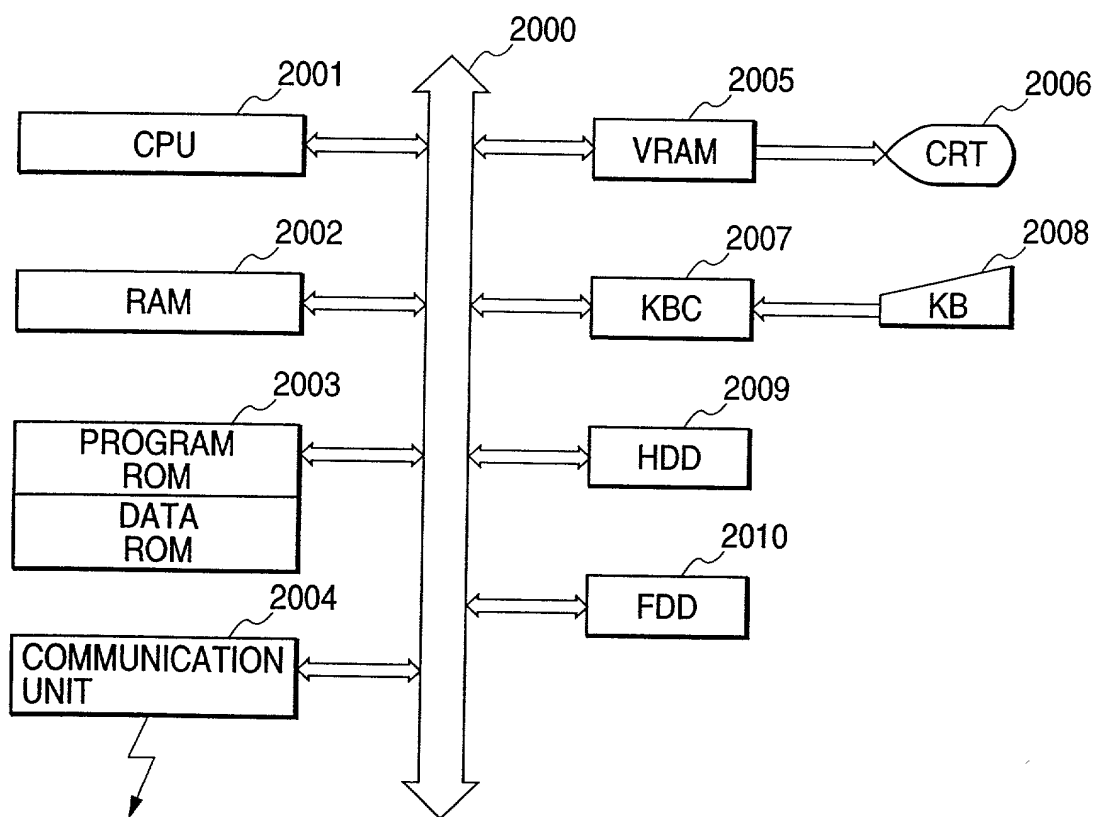 2000
2001
CPU
2005
VRAM
2006
CRT
2002
RAM
2007
KBC
2008
KB
2003
PROGRAM
ROM
DATA
ROM
2009
HDD
2010
FDD
2004
COMMUNICATION
UNIT